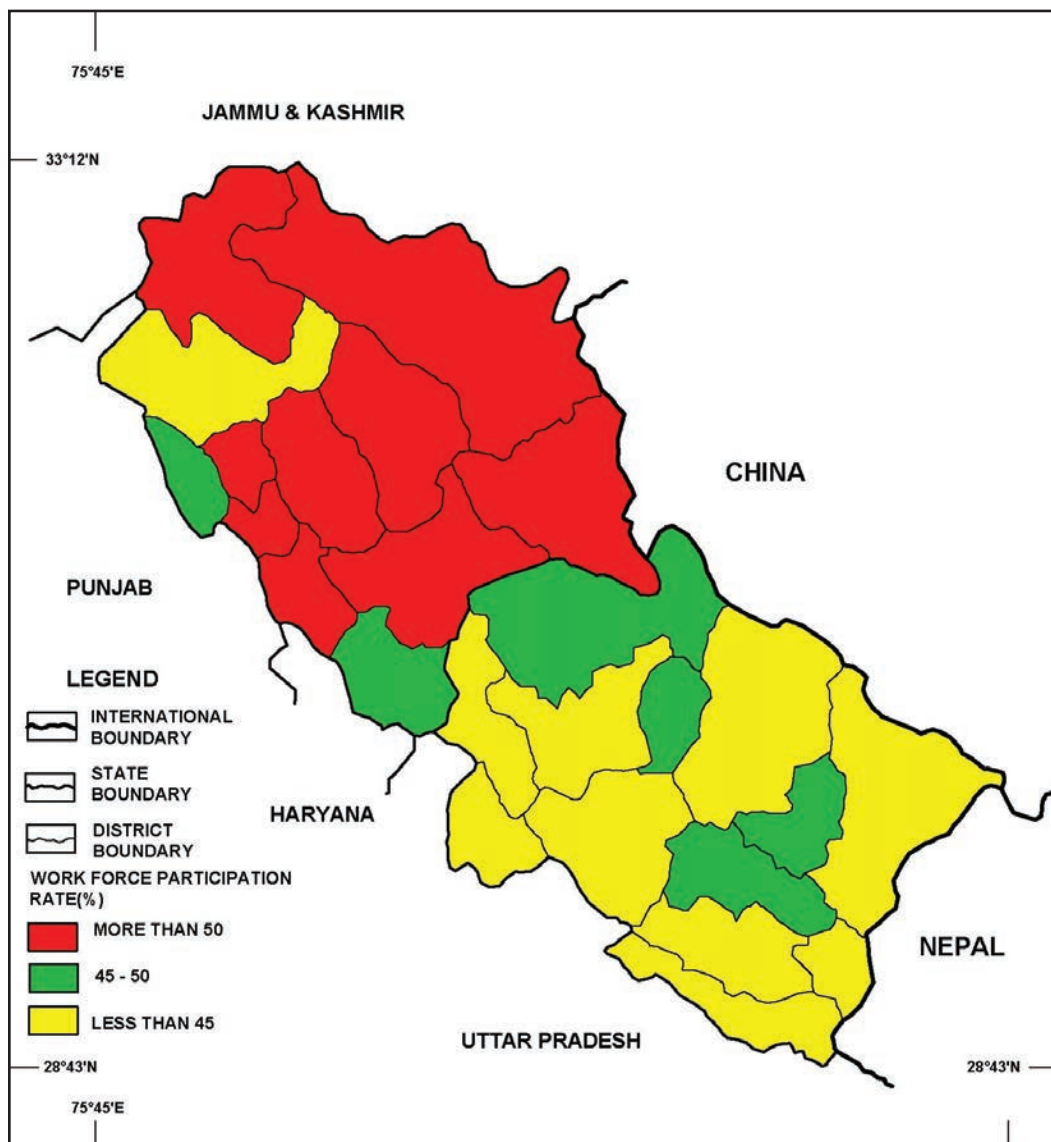 75°45'E
JAMMU & KASHMIR
33°12'N
CHINA
PUNJAB
LEGEND
INTERNATIONAL
BOUNDARY
STATE
BOUNDARY
HARYANA
DISTRICT
BOUNDARY
WORK FORCE PARTICIPATION
RATE(%)
MORE THAN 50
NEPAL
45 - 50
LESS THAN 45
UTTAR PRADESH
28°43'N
28°43'N
75°45'E